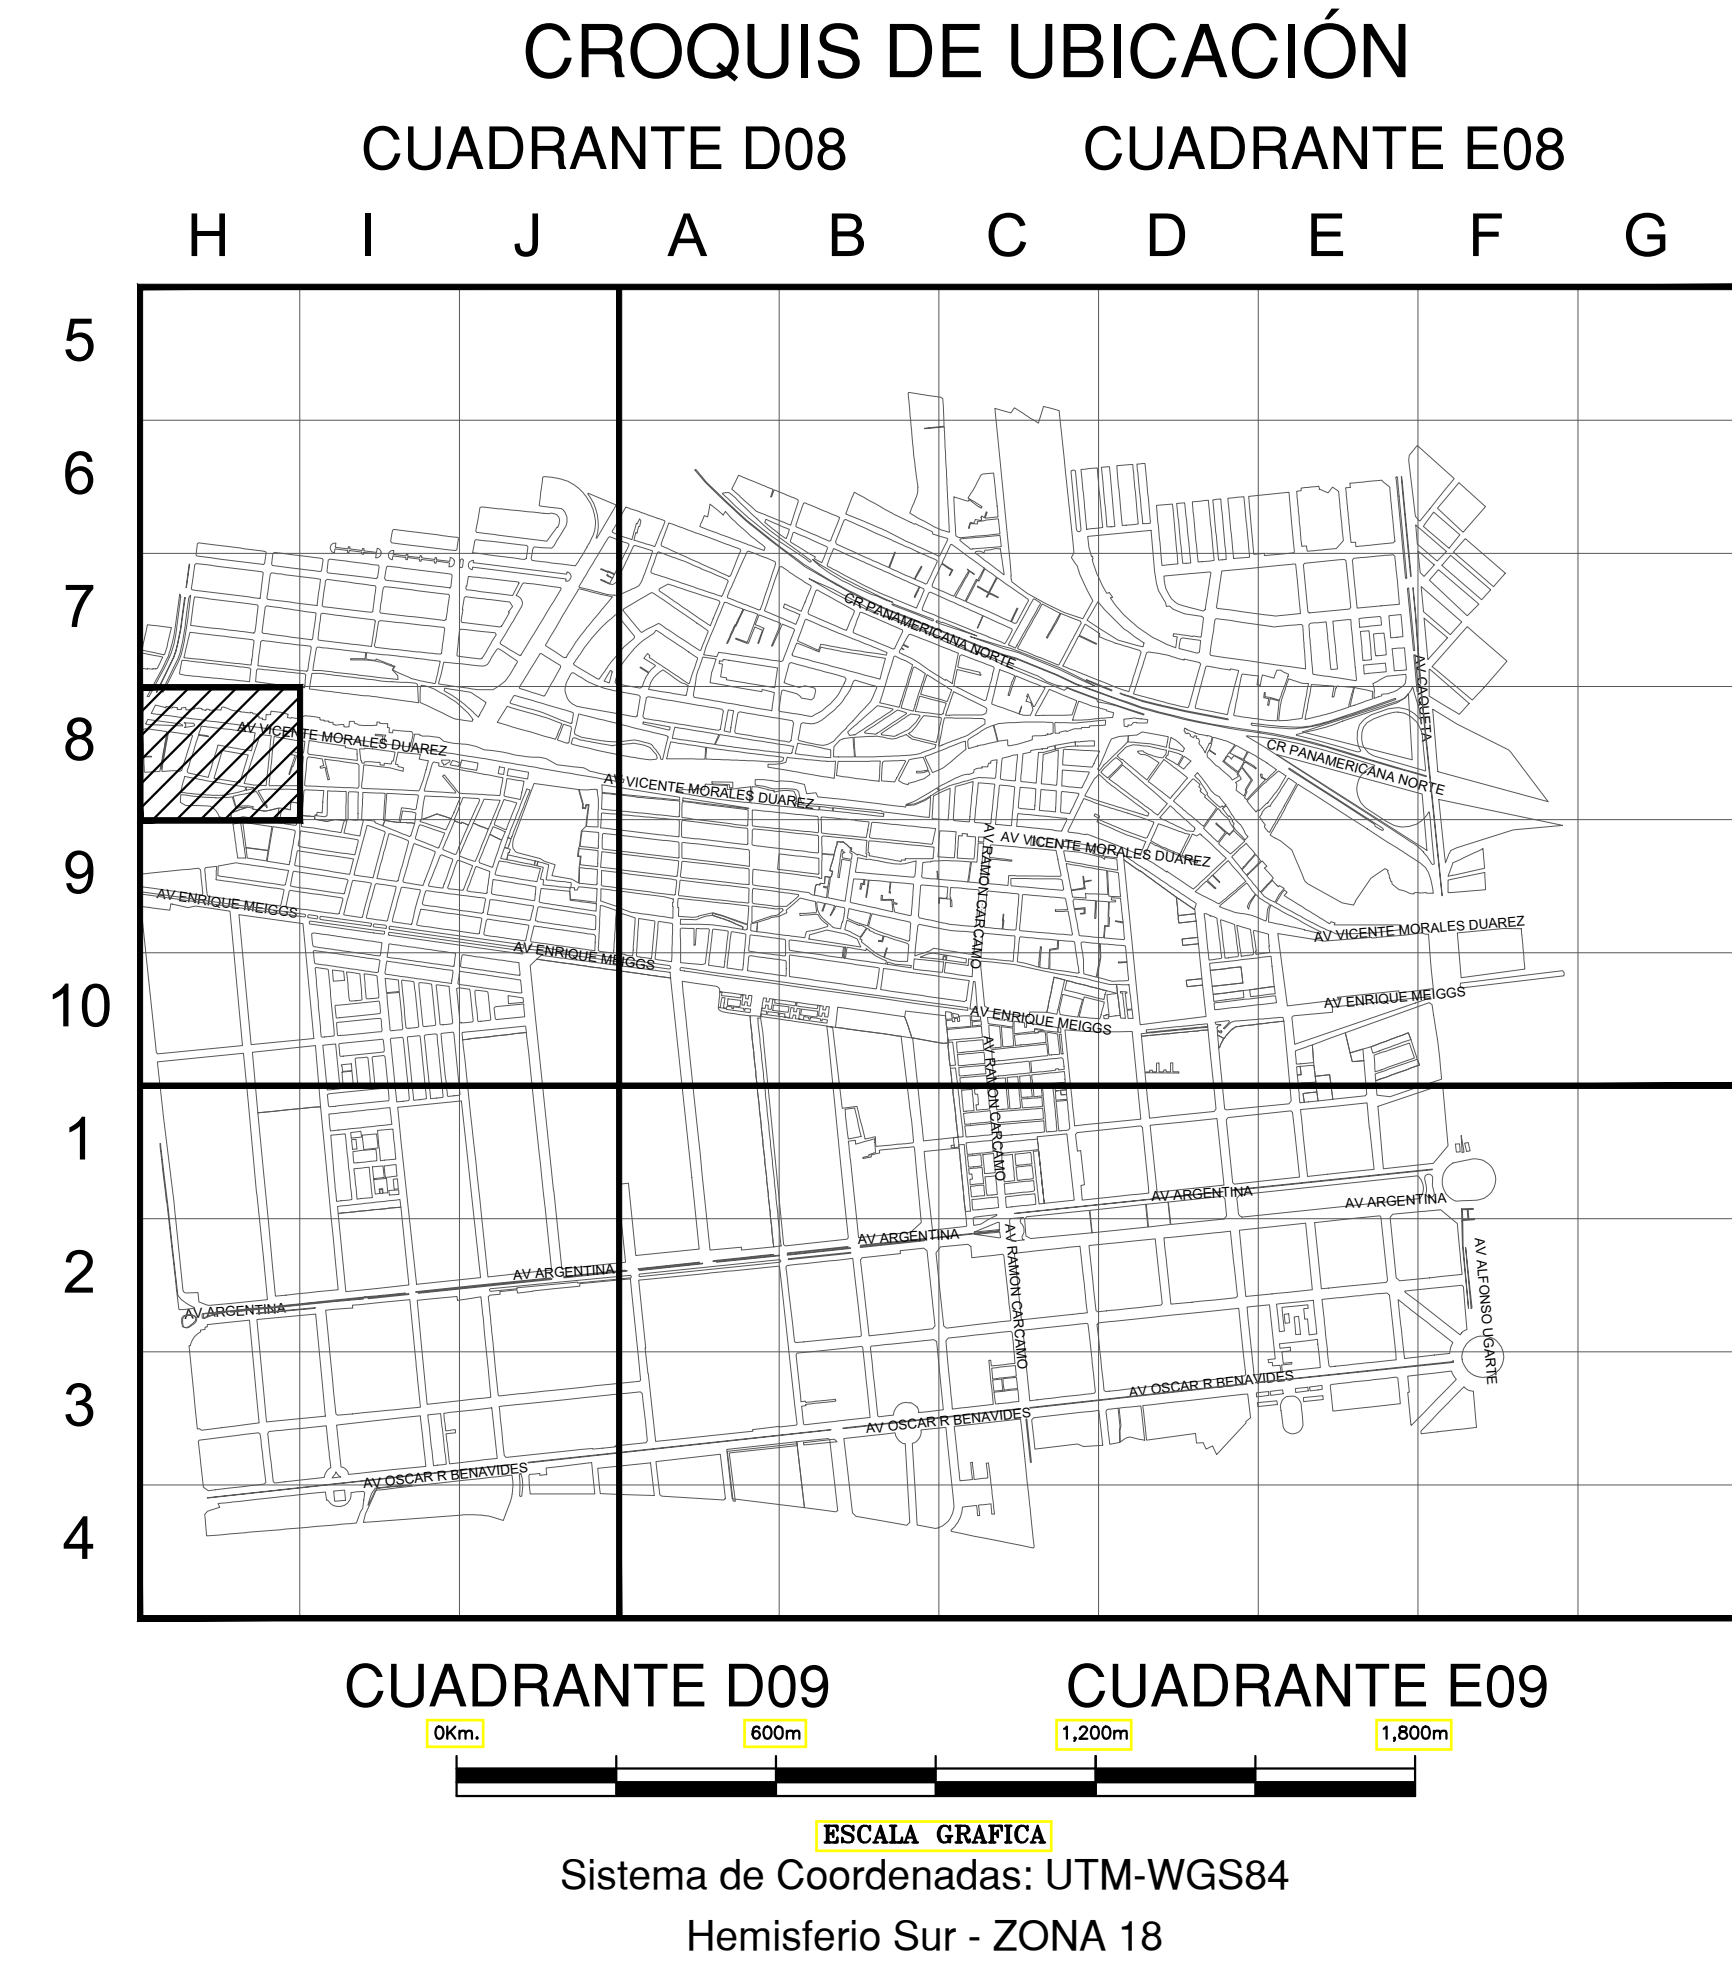 CROQUIS DE UBICACIÓN
CUADRANTE D08 CUADRANTE E08
H I J A B C D E F G
5
6
7
CR PANAMERICANA NORTE
AV CAQUETA
8
AV VICENTE MORALES DUAREZ
CR PANAMERICANA NORTE
AV VICENTE MORALES DUAREZ
AV RAMON CARCAMO
AV VICENTE MORALES DUAREZ
9
AV ENRIQUE MEIGGS
AV VICENTE MORALES DUAREZ
AV ENRIQUE MEIGGS
10
AV ENRIQUE MEIGGS
AV ENRIQUE MEIGGS
AV RAMON CARCAMO
1
AV ARGENTINA
AV ARGENTINA
AV ARGENTINA
AV RAMON CARCAMO
AV ALFONSO UGARTE
2
AV ARGENTINA
AV ARGENTINA
3
AV OSCAR R BENAVIDES
AV OSCAR R BENAVIDES
AV OSCAR R BENAVIDES
4
CUADRANTE D09 CUADRANTE E09
0Km. 600m 1,200m 1,800m
ESCALA GRAFICA
Sistema de Coordenadas: UTM-WGS84
Hemisferio Sur - ZONA 18